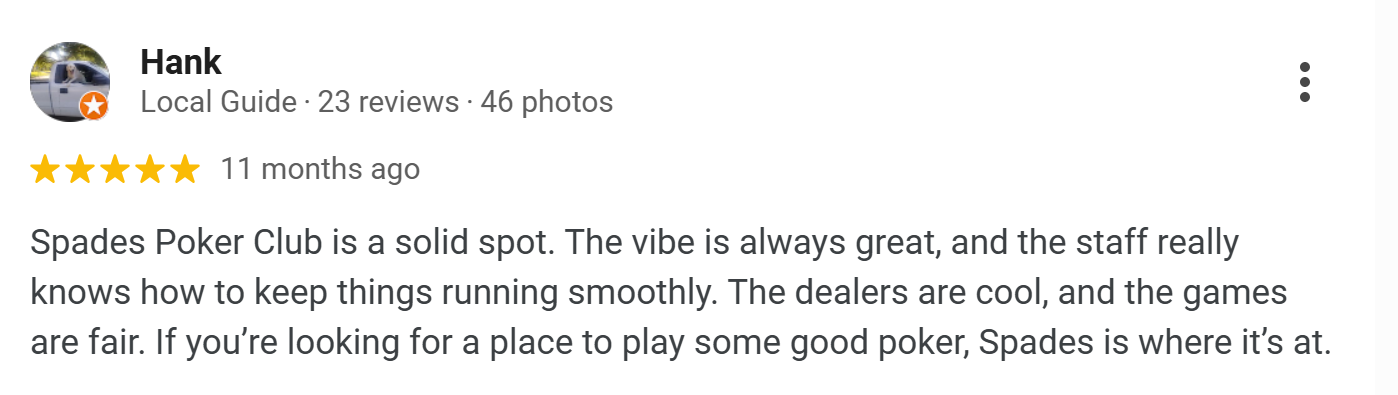 Hank
Local Guide · 23 reviews · 46 photos
11 months ago
Spades Poker Club is a solid spot. The vibe is always great, and the staff really
knows how to keep things running smoothly. The dealers are cool, and the games
are fair. If you’re looking for a place to play some good poker, Spades is where it’s at.